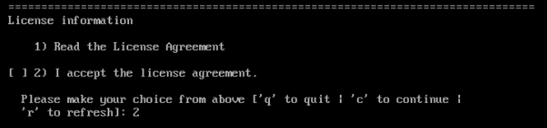 ================================================================================
License information
1) Read the License Agreement
[ ] 2) I accept the license agreement.
Please make your choice from above ['q' to quit | 'c' to continue |
'r' to refresh]: 2